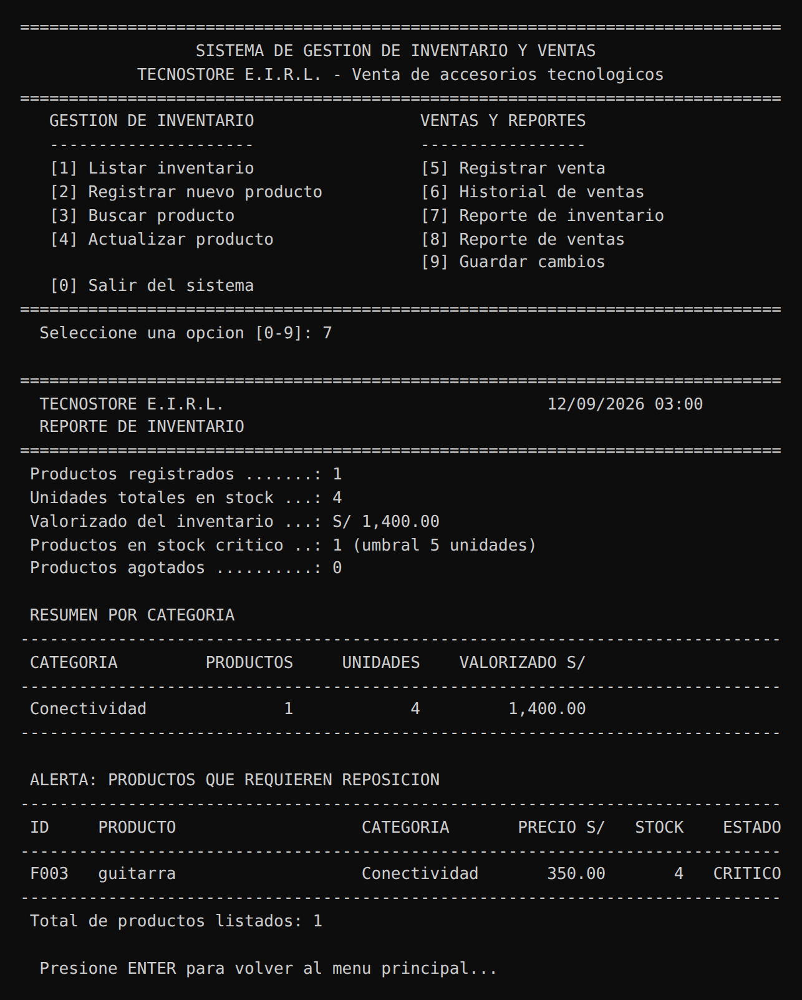 ==============================================================================
                  SISTEMA DE GESTION DE INVENTARIO Y VENTAS
            TECNOSTORE E.I.R.L. - Venta de accesorios tecnologicos
==============================================================================
   GESTION DE INVENTARIO                 VENTAS Y REPORTES
   ---------------------                 -----------------
   [1] Listar inventario                 [5] Registrar venta
   [2] Registrar nuevo producto          [6] Historial de ventas
   [3] Buscar producto                   [7] Reporte de inventario
   [4] Actualizar producto               [8] Reporte de ventas
                                         [9] Guardar cambios
   [0] Salir del sistema
==============================================================================
  Seleccione una opcion [0-9]: 7

==============================================================================
  TECNOSTORE E.I.R.L.                                 12/09/2026 03:00
  REPORTE DE INVENTARIO
==============================================================================
 Productos registrados .......: 1
 Unidades totales en stock ...: 4
 Valorizado del inventario ...: S/ 1,400.00
 Productos en stock critico ..: 1 (umbral 5 unidades)
 Productos agotados ..........: 0

 RESUMEN POR CATEGORIA
------------------------------------------------------------------------------
 CATEGORIA         PRODUCTOS     UNIDADES    VALORIZADO S/
------------------------------------------------------------------------------
 Conectividad              1            4         1,400.00
------------------------------------------------------------------------------

 ALERTA: PRODUCTOS QUE REQUIEREN REPOSICION
------------------------------------------------------------------------------
 ID     PRODUCTO                   CATEGORIA       PRECIO S/   STOCK    ESTADO
------------------------------------------------------------------------------
 F003   guitarra                   Conectividad       350.00       4   CRITICO
------------------------------------------------------------------------------
 Total de productos listados: 1

  Presione ENTER para volver al menu principal...